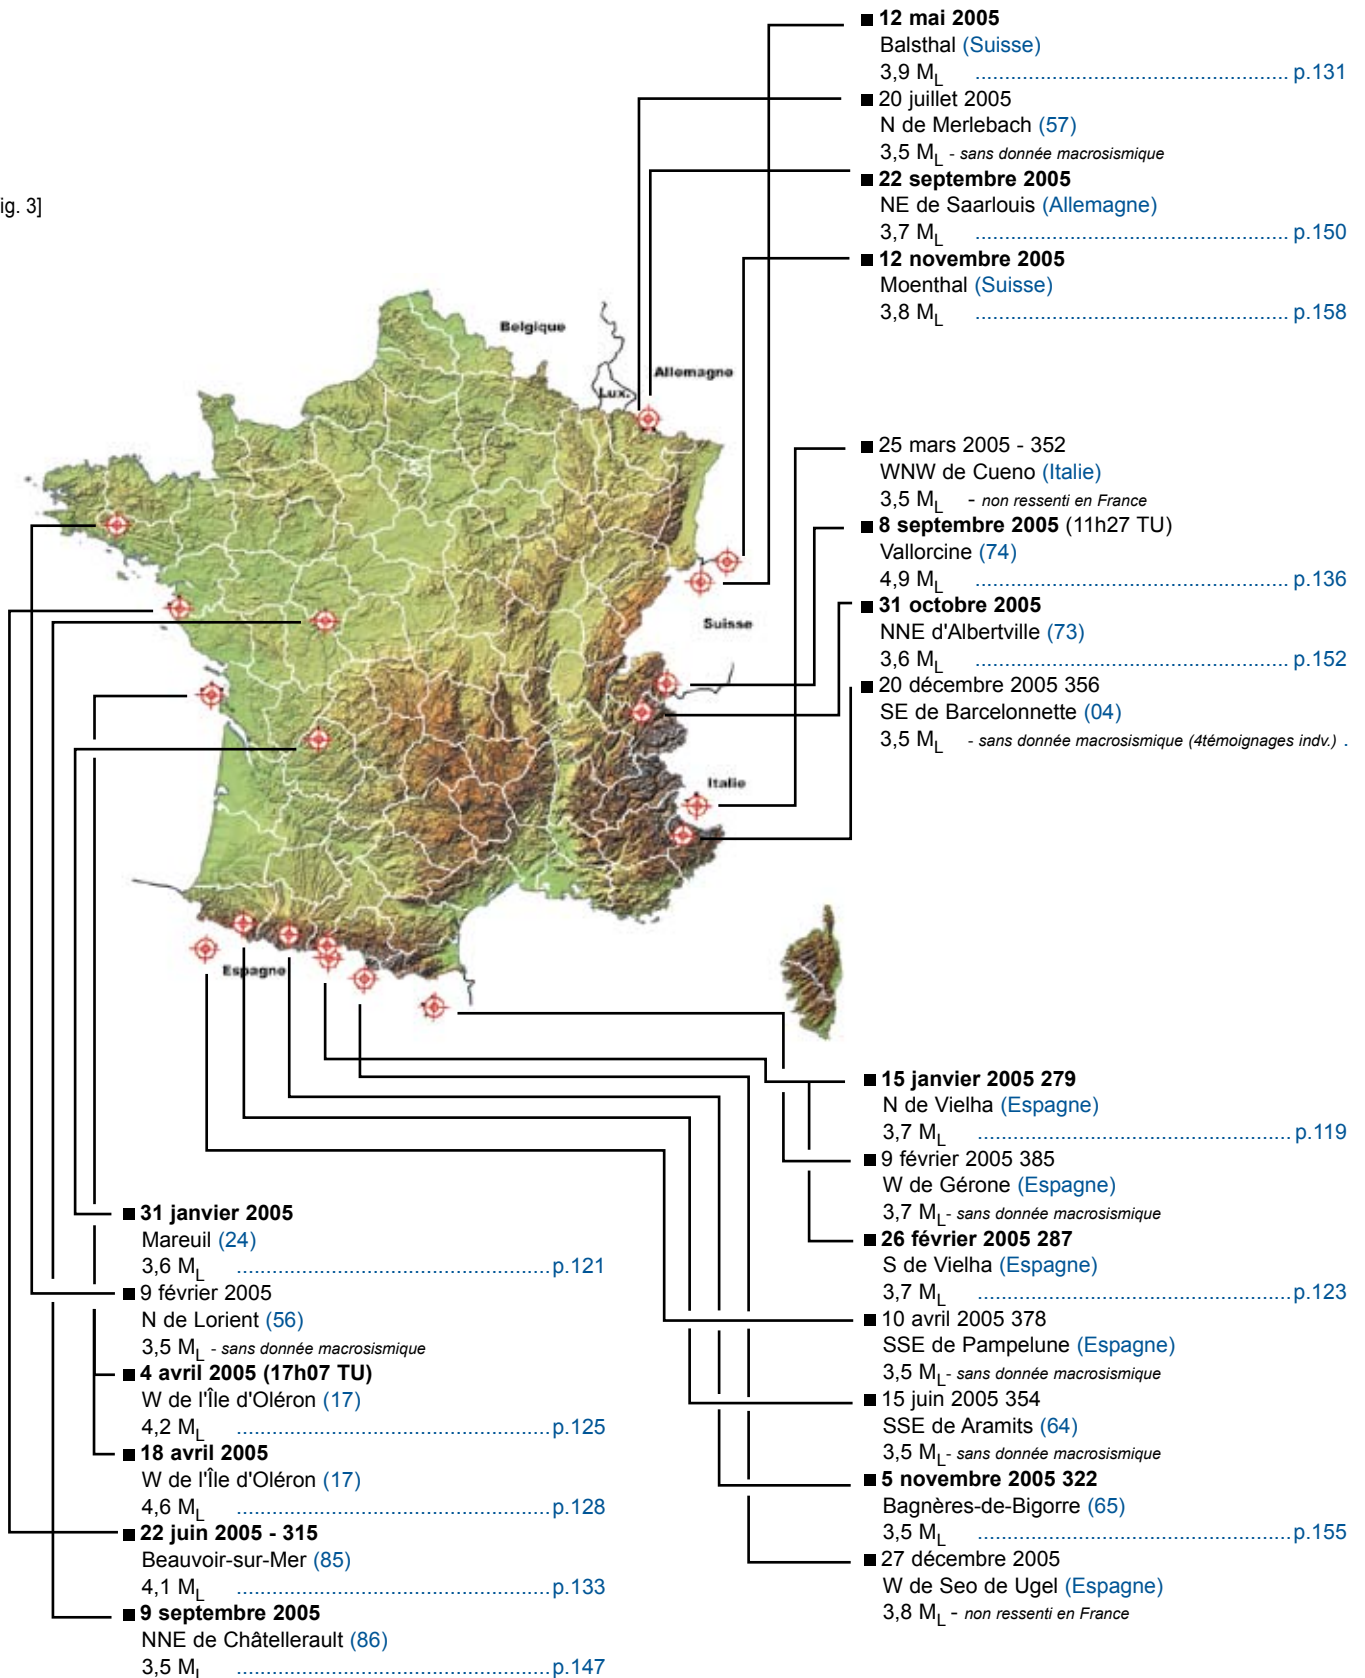 12 mai 2005
Balsthal (Suisse)
3,9 ML ..................................................... p.131
20 juillet 2005
N de Merlebach (57)
3,5 ML - sans donnée macrosismique
22 septembre 2005
NE de Saarlouis (Allemagne)
3,7 ML ..................................................... p.150
12 novembre 2005
Moenthal (Suisse)
3,8 ML ..................................................... p.158
ig. 3]
Belgique
Allemagne
Lux.
Suisse
Italie
Espagne
25 mars 2005 - 352
WNW de Cueno (Italie)
3,5 ML - non ressenti en France
8 septembre 2005 (11h27 TU)
Vallorcine (74)
4,9 ML ..................................................... p.136
31 octobre 2005
NNE d'Albertville (73)
3,6 ML ..................................................... p.152
20 décembre 2005 356
SE de Barcelonnette (04)
3,5 ML - sans donnée macrosismique (4témoignages indv.) .
15 janvier 2005 279
N de Vielha (Espagne)
3,7 ML ..................................................... p.119
9 février 2005 385
W de Gérone (Espagne)
3,7 ML- sans donnée macrosismique
26 février 2005 287
S de Vielha (Espagne)
3,7 ML .....................................................p.123
10 avril 2005 378
SSE de Pampelune (Espagne)
3,5 ML- sans donnée macrosismique
15 juin 2005 354
SSE de Aramits (64)
3,5 ML- sans donnée macrosismique
5 novembre 2005 322
Bagnères-de-Bigorre (65)
3,5 ML .....................................................p.155
27 décembre 2005
W de Seo de Ugel (Espagne)
3,8 ML - non ressenti en France
31 janvier 2005
Mareuil (24)
3,6 ML .....................................................p.121
9 février 2005
N de Lorient (56)
3,5 ML - sans donnée macrosismique
4 avril 2005 (17h07 TU)
W de l'Île d'Oléron (17)
4,2 ML .....................................................p.125
18 avril 2005
W de l'Île d'Oléron (17)
4,6 ML .....................................................p.128
22 juin 2005 - 315
Beauvoir-sur-Mer (85)
4,1 ML .....................................................p.133
9 septembre 2005
NNE de Châtellerault (86)
3,5 ML .....................................................p.147